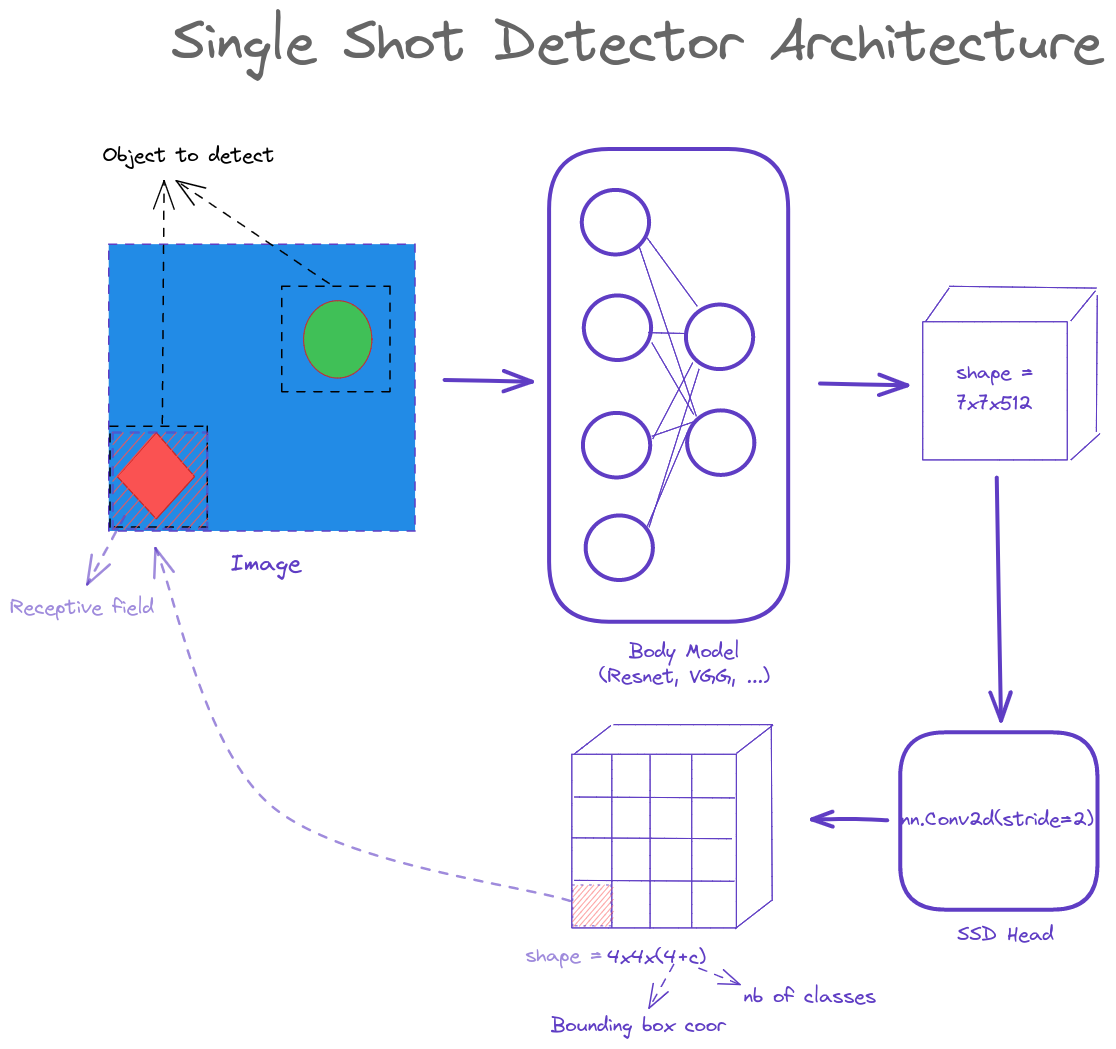 Single Shot Detector Architecture
Object to detect
shape =
7x7x512
Image
Receptive field
Body Model
(Resnet, VGG, ...)
nn.Conv2d(stride=2)
SSD Head
shape = 4x4x(4+c)
nb of classes
Bounding box coor